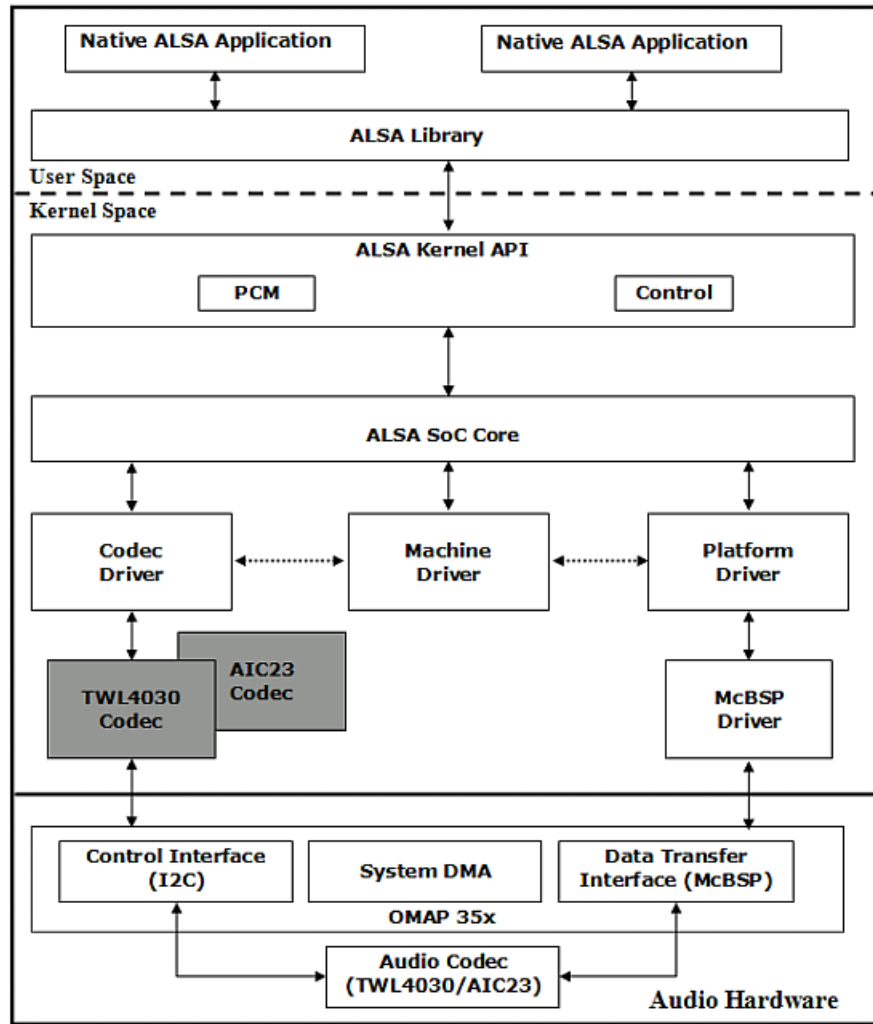 Native ALSA Application
Native ALSA Application
ALSA Library
User Space
Kernel Space
ALSA Kernel API
PCM
Control
ALSA SoC Core
Codec
Driver
Machine
Driver
Platform
Driver
TWL4030
Codec
AIC23
Codec
McBSP
Driver
Control Interface
(I2C)
System DMA
Data Transfer
Interface (McBSP)
OMAP 35x
Audio Codec
(TWL4030/AIC23)
Audio Hardware